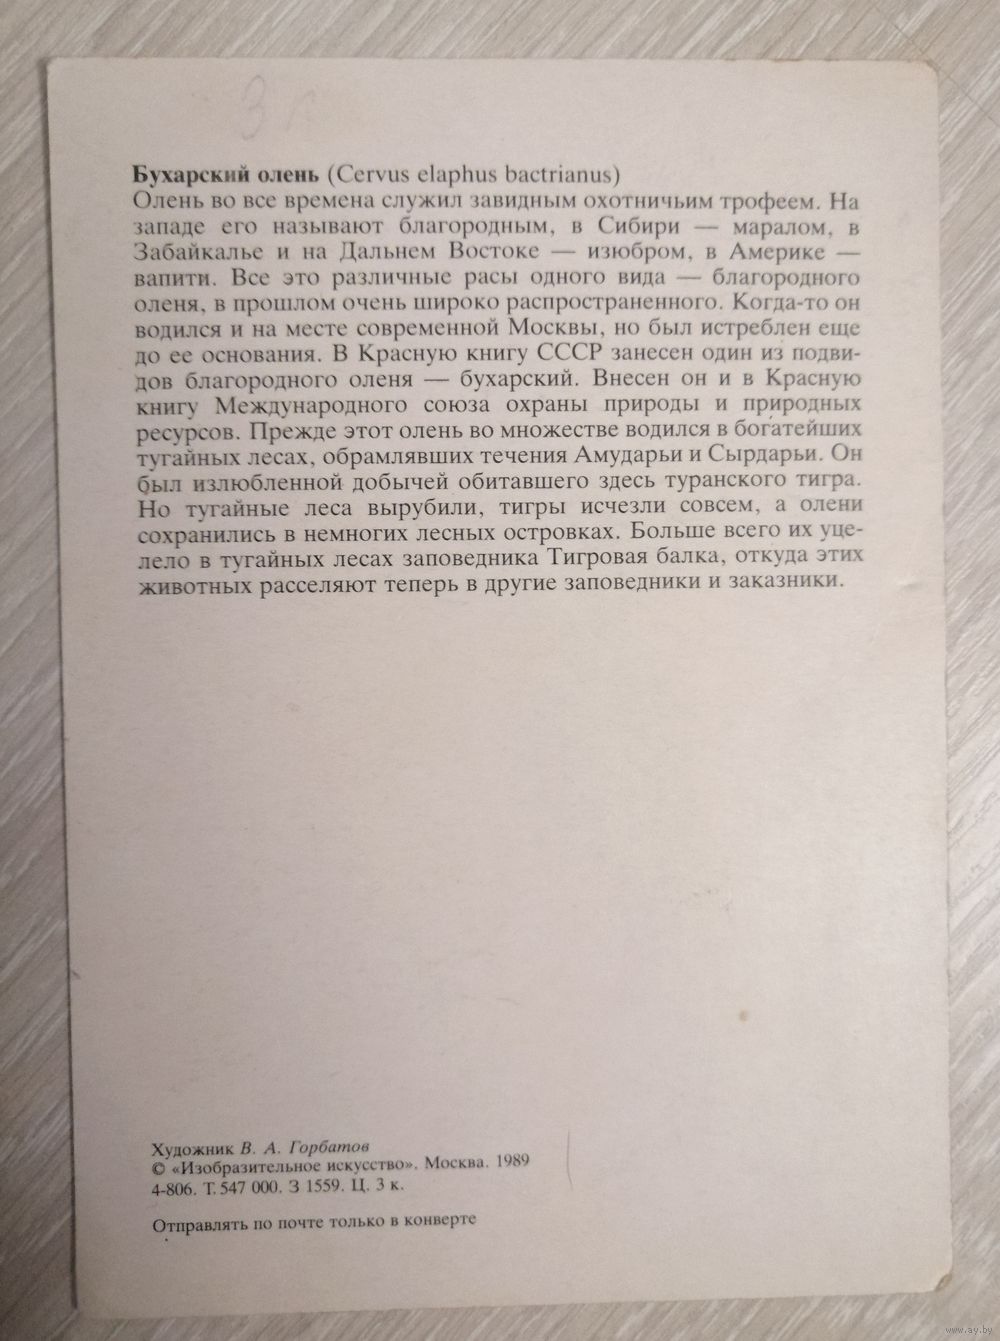 З
Бухарский олень (Cervus elaphus bactrianus)
Олень во все времена служил завидным охотничьим трофеем. На
западе его называют благородным, в Сибири — маралом, в
Забайкалье и на Дальнем Востоке — изюбром, в Америке —
вапити. Все это различные расы одного вида — благородного
оленя, в прошлом очень широко распространенного. Когда-то он
водился и на месте современной Москвы, но был истреблен еще
до ее основания. В Красную книгу СССР занесен один из подви-
дов благородного оленя — бухарский. Внесен он и в Красную
книгу Международного союза охраны природы и природных
ресурсов. Прежде этот олень во множестве водился в богатейших
тугайных лесах, обрамлявших течения Амударьи и Сырдарьи. Он
был излюбленной добычей обитавшего здесь туранского тигра.
Но тугайные леса вырубили, тигры исчезли совсем, а олени
сохранились в немногих лесных островках. Больше всего их уце-
лело в тугайных лесах заповедника Тигровая балка, откуда этих
животных расселяют теперь в другие заповедники и заказники.
Художник В. А. Горбатов
© «Изобразительное искусство». Москва. 1989
4-806. Т. 547 000. З 1559. Ц. 3 к.
Отправлять по почте только в конверте
www.ay.by